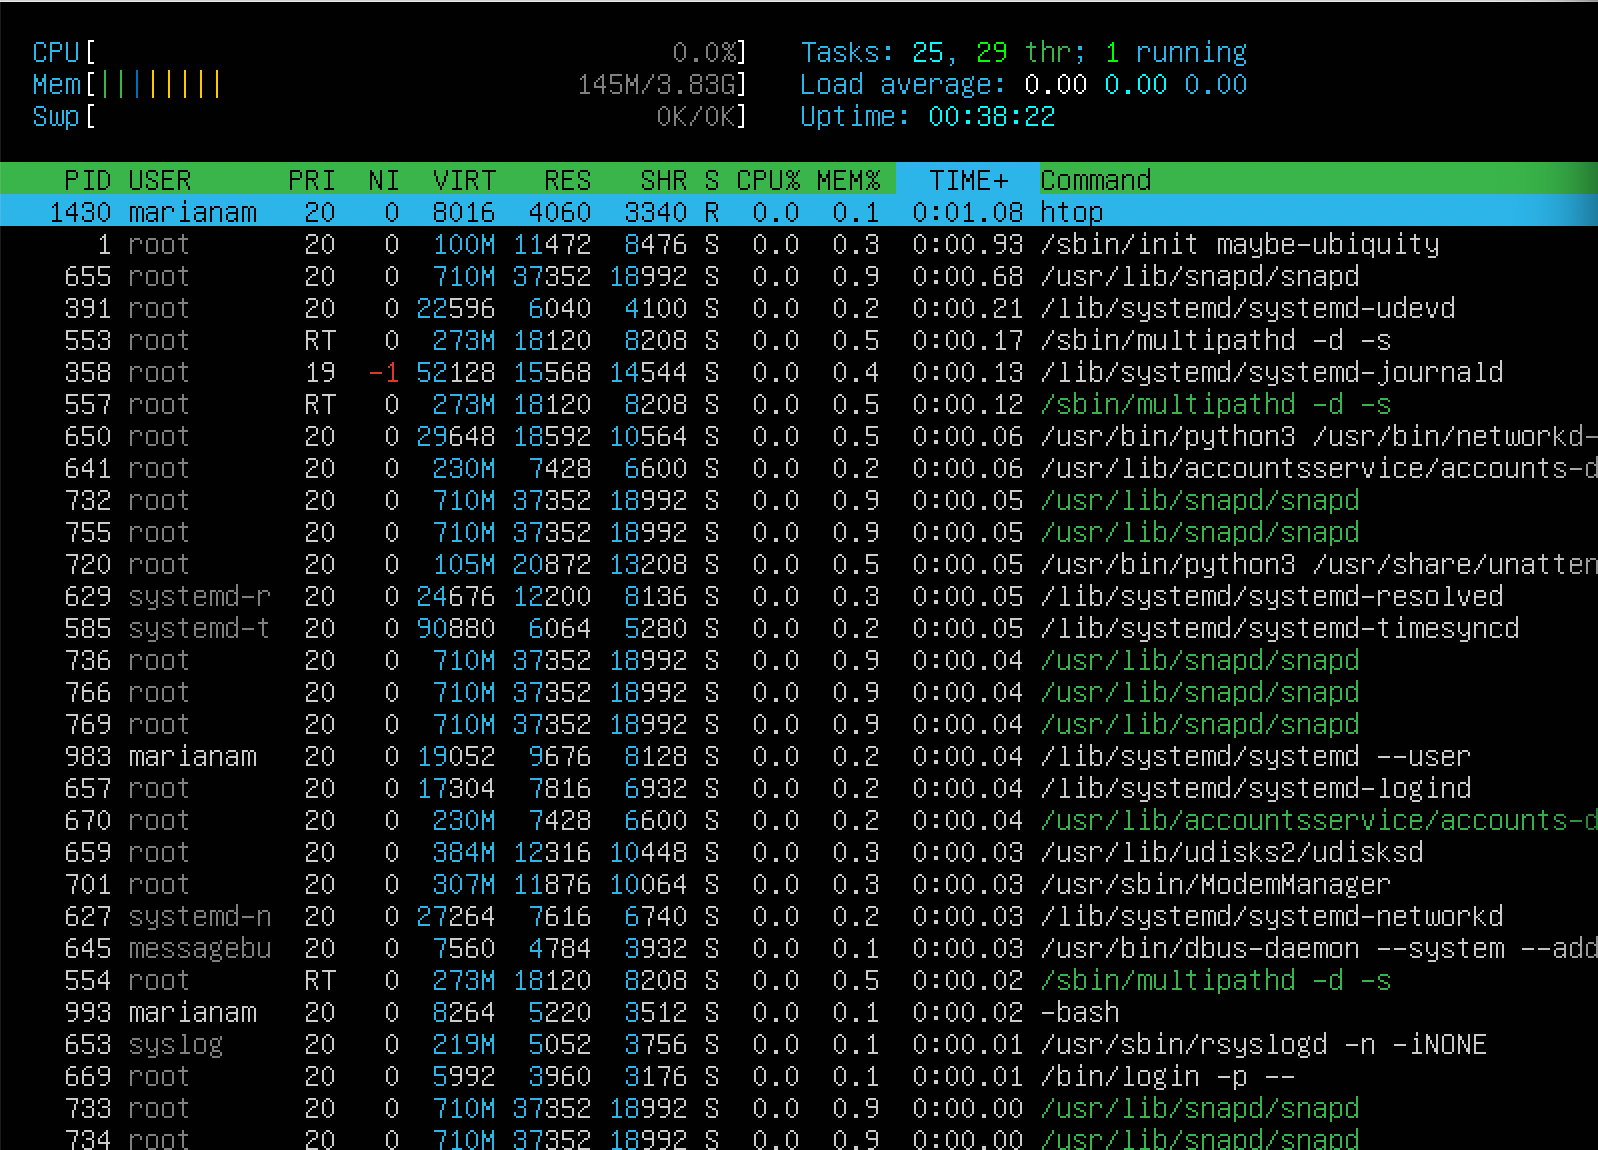 CPU[ 0.0%] Tasks: 25, 29 thr; 1 running
Mem[||||||||| 145M/3.83G] Load average: 0.00 0.00 0.00
Swp[ 0K/0K] Uptime: 00:38:22
PID USER PRI NI VIRT RES SHR S CPU% MEM% TIME+ Command
1430 marianam 20 0 8016 4060 3340 R 0.0 0.1 0:01.08 htop
1 root 20 0 100M 11472 8476 S 0.0 0.3 0:00.93 /sbin/init maybe-ubiquity
655 root 20 0 710M 37352 18992 S 0.0 0.9 0:00.68 /usr/lib/snapd/snapd
391 root 20 0 22596 6040 4100 S 0.0 0.2 0:00.21 /lib/systemd/systemd-udevd
553 root RT 0 273M 18120 8208 S 0.0 0.5 0:00.17 /sbin/multipathd -d -s
358 root 19 -1 52128 15568 14544 S 0.0 0.4 0:00.13 /lib/systemd/systemd-journald
557 root RT 0 273M 18120 8208 S 0.0 0.5 0:00.12 /sbin/multipathd -d -s
650 root 20 0 29648 18592 10564 S 0.0 0.5 0:00.06 /usr/bin/python3 /usr/bin/networkd-
641 root 20 0 230M 7428 6600 S 0.0 0.2 0:00.06 /usr/lib/accountsservice/accounts-d
732 root 20 0 710M 37352 18992 S 0.0 0.9 0:00.05 /usr/lib/snapd/snapd
755 root 20 0 710M 37352 18992 S 0.0 0.9 0:00.05 /usr/lib/snapd/snapd
720 root 20 0 105M 20872 13208 S 0.0 0.5 0:00.05 /usr/bin/python3 /usr/share/unatten
629 systemd-r 20 0 24676 12200 8136 S 0.0 0.3 0:00.05 /lib/systemd/systemd-resolved
585 systemd-t 20 0 90880 6064 5280 S 0.0 0.2 0:00.05 /lib/systemd/systemd-timesyncd
736 root 20 0 710M 37352 18992 S 0.0 0.9 0:00.04 /usr/lib/snapd/snapd
766 root 20 0 710M 37352 18992 S 0.0 0.9 0:00.04 /usr/lib/snapd/snapd
769 root 20 0 710M 37352 18992 S 0.0 0.9 0:00.04 /usr/lib/snapd/snapd
983 marianam 20 0 19052 9676 8128 S 0.0 0.2 0:00.04 /lib/systemd/systemd --user
657 root 20 0 17304 7816 6932 S 0.0 0.2 0:00.04 /lib/systemd/systemd-logind
670 root 20 0 230M 7428 6600 S 0.0 0.2 0:00.04 /usr/lib/accountsservice/accounts-d
659 root 20 0 384M 12316 10448 S 0.0 0.3 0:00.03 /usr/lib/udisks2/udisksd
701 root 20 0 307M 11876 10064 S 0.0 0.3 0:00.03 /usr/sbin/ModemManager
627 systemd-n 20 0 27264 7616 6740 S 0.0 0.2 0:00.03 /lib/systemd/systemd-networkd
645 messagebu 20 0 7560 4784 3932 S 0.0 0.1 0:00.03 /usr/bin/dbus-daemon --system --add
554 root RT 0 273M 18120 8208 S 0.0 0.5 0:00.02 /sbin/multipathd -d -s
993 marianam 20 0 8264 5220 3512 S 0.0 0.1 0:00.02 -bash
653 syslog 20 0 219M 5052 3756 S 0.0 0.1 0:00.01 /usr/sbin/rsyslogd -n -iNONE
669 root 20 0 5992 3960 3176 S 0.0 0.1 0:00.01 /bin/login -p --
733 root 20 0 710M 37352 18992 S 0.0 0.9 0:00.00 /usr/lib/snapd/snapd
734 root 20 0 710M 37352 18992 S 0.0 0.9 0:00.00 /usr/lib/snapd/snapd